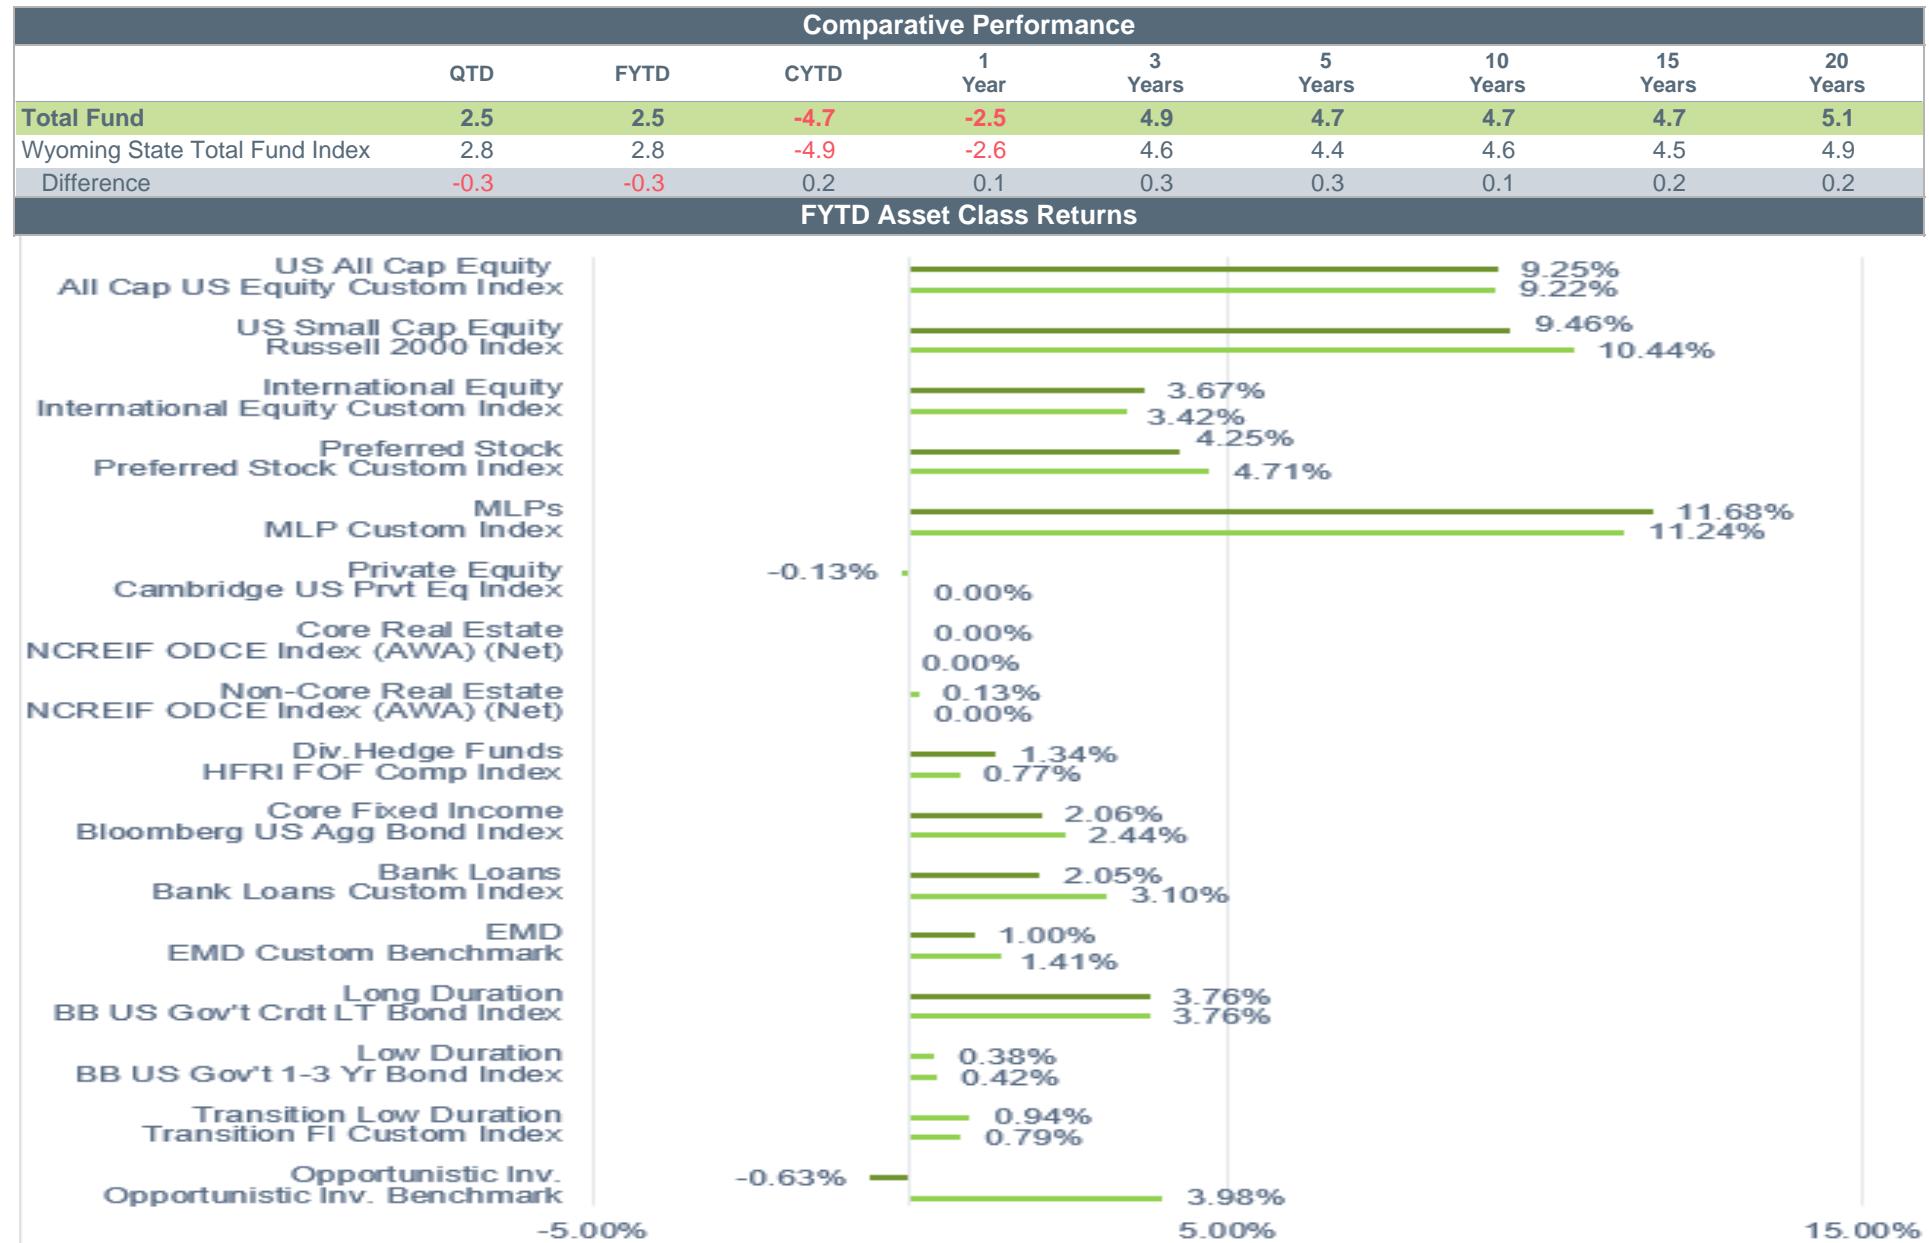 Comparative Performance
QTD FYTD CYTD 1 Year 3 Years 5 Years 10 Years 15 Years 20 Years
Total Fund 2.5 2.5 -4.7 -2.5 4.9 4.7 4.7 4.7 5.1
Wyoming State Total Fund Index 2.8 2.8 -4.9 -2.6 4.6 4.4 4.6 4.5 4.9
Difference -0.3 -0.3 0.2 0.1 0.3 0.3 0.1 0.2 0.2
FYTD Asset Class Returns
US All Cap Equity 9.25%
All Cap US Equity Custom Index 9.22%
US Small Cap Equity 9.46%
Russell 2000 Index 10.44%
International Equity 3.67%
International Equity Custom Index 3.42%
Preferred Stock 4.25%
Preferred Stock Custom Index 4.71%
MLPs 11.68%
MLP Custom Index 11.24%
Private Equity -0.13%
Cambridge US Prvt Eq Index 0.00%
Core Real Estate 0.00%
NCREIF ODCE Index (AWA) (Net) 0.00%
Non-Core Real Estate 0.13%
NCREIF ODCE Index (AWA) (Net) 0.00%
Div.Hedge Funds 1.34%
HFRI FOF Comp Index 0.77%
Core Fixed Income 2.06%
Bloomberg US Agg Bond Index 2.44%
Bank Loans 2.05%
Bank Loans Custom Index 3.10%
EMD 1.00%
EMD Custom Benchmark 1.41%
Long Duration 3.76%
BB US Gov't Crdt LT Bond Index 3.76%
Low Duration 0.38%
BB US Gov't 1-3 Yr Bond Index 0.42%
Transition Low Duration 0.94%
Transition FI Custom Index 0.79%
Opportunistic Inv. -0.63%
Opportunistic Inv. Benchmark 3.98%
-5.00% 5.00% 15.00%